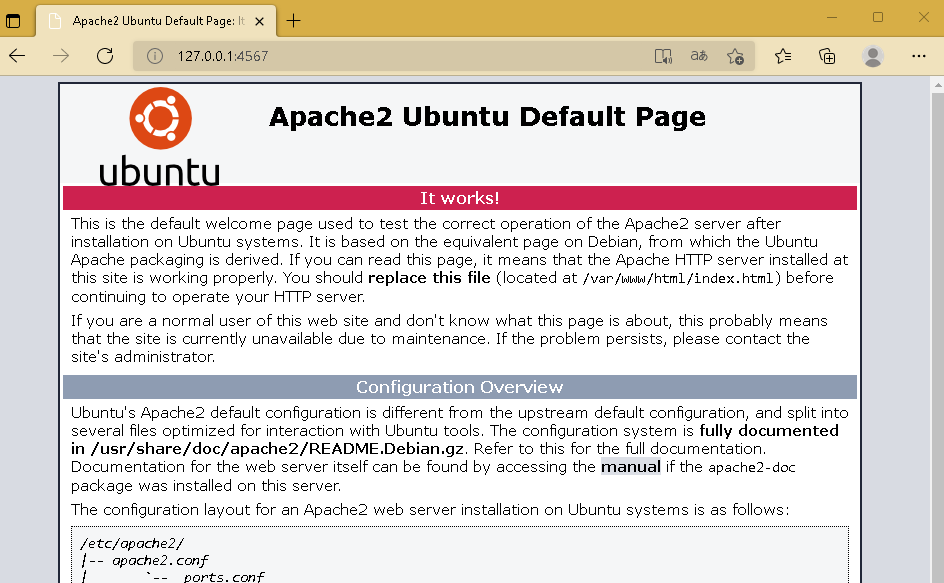 Apache2 Ubuntu Default Page: It
127.0.0.1:4567
aあ
ubuntu
Apache2 Ubuntu Default Page
It works!
This is the default welcome page used to test the correct operation of the Apache2 server after
installation on Ubuntu systems. It is based on the equivalent page on Debian, from which the Ubuntu
Apache packaging is derived. If you can read this page, it means that the Apache HTTP server installed at
this site is working properly. You should replace this file (located at /var/www/html/index.html) before
continuing to operate your HTTP server.
If you are a normal user of this web site and don't know what this page is about, this probably means
that the site is currently unavailable due to maintenance. If the problem persists, please contact the
site's administrator.
Configuration Overview
Ubuntu's Apache2 default configuration is different from the upstream default configuration, and split into
several files optimized for interaction with Ubuntu tools. The configuration system is fully documented
in /usr/share/doc/apache2/README.Debian.gz. Refer to this for the full documentation.
Documentation for the web server itself can be found by accessing the manual if the apache2-doc
package was installed on this server.
The configuration layout for an Apache2 web server installation on Ubuntu systems is as follows:
/etc/apache2/
|-- apache2.conf
|       `--  ports.conf